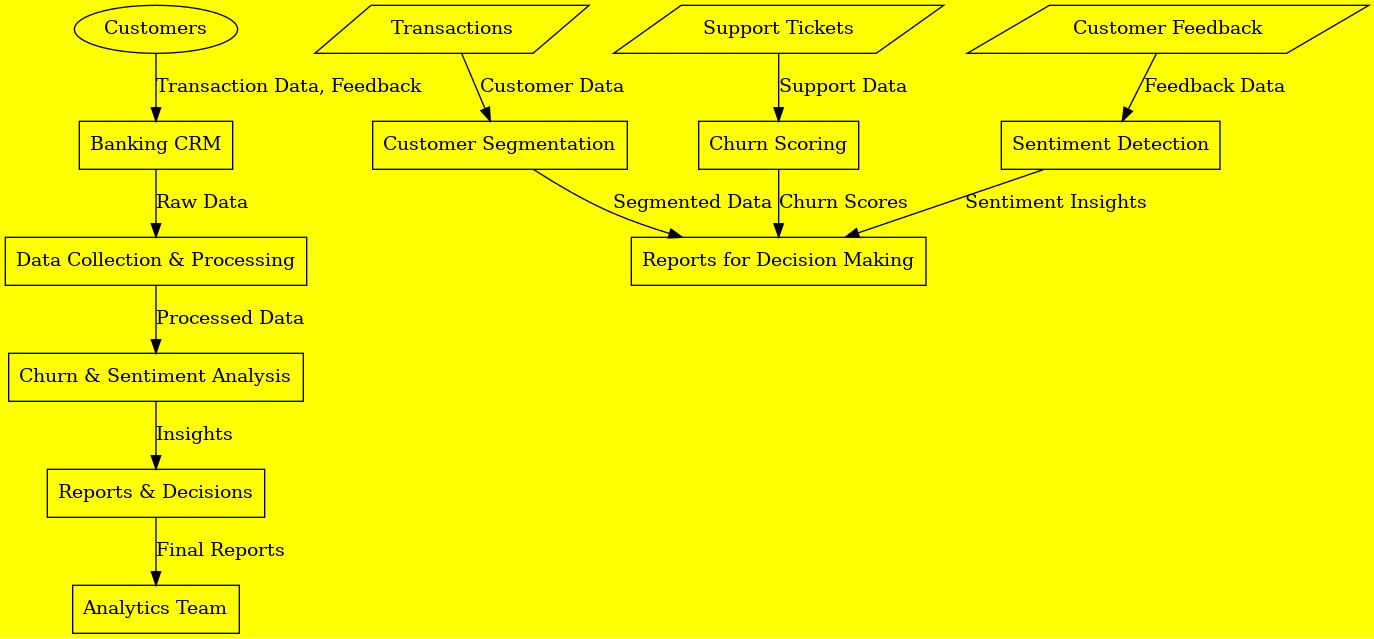 Customers
Transactions
Support Tickets
Customer Feedback
Transaction Data, Feedback
Customer Data
Support Data
Feedback Data
Banking CRM
Customer Segmentation
Churn Scoring
Sentiment Detection
Raw Data
Segmented Data
Churn Scores
Sentiment Insights
Data Collection & Processing
Reports for Decision Making
Processed Data
Churn & Sentiment Analysis
Insights
Reports & Decisions
Final Reports
Analytics Team